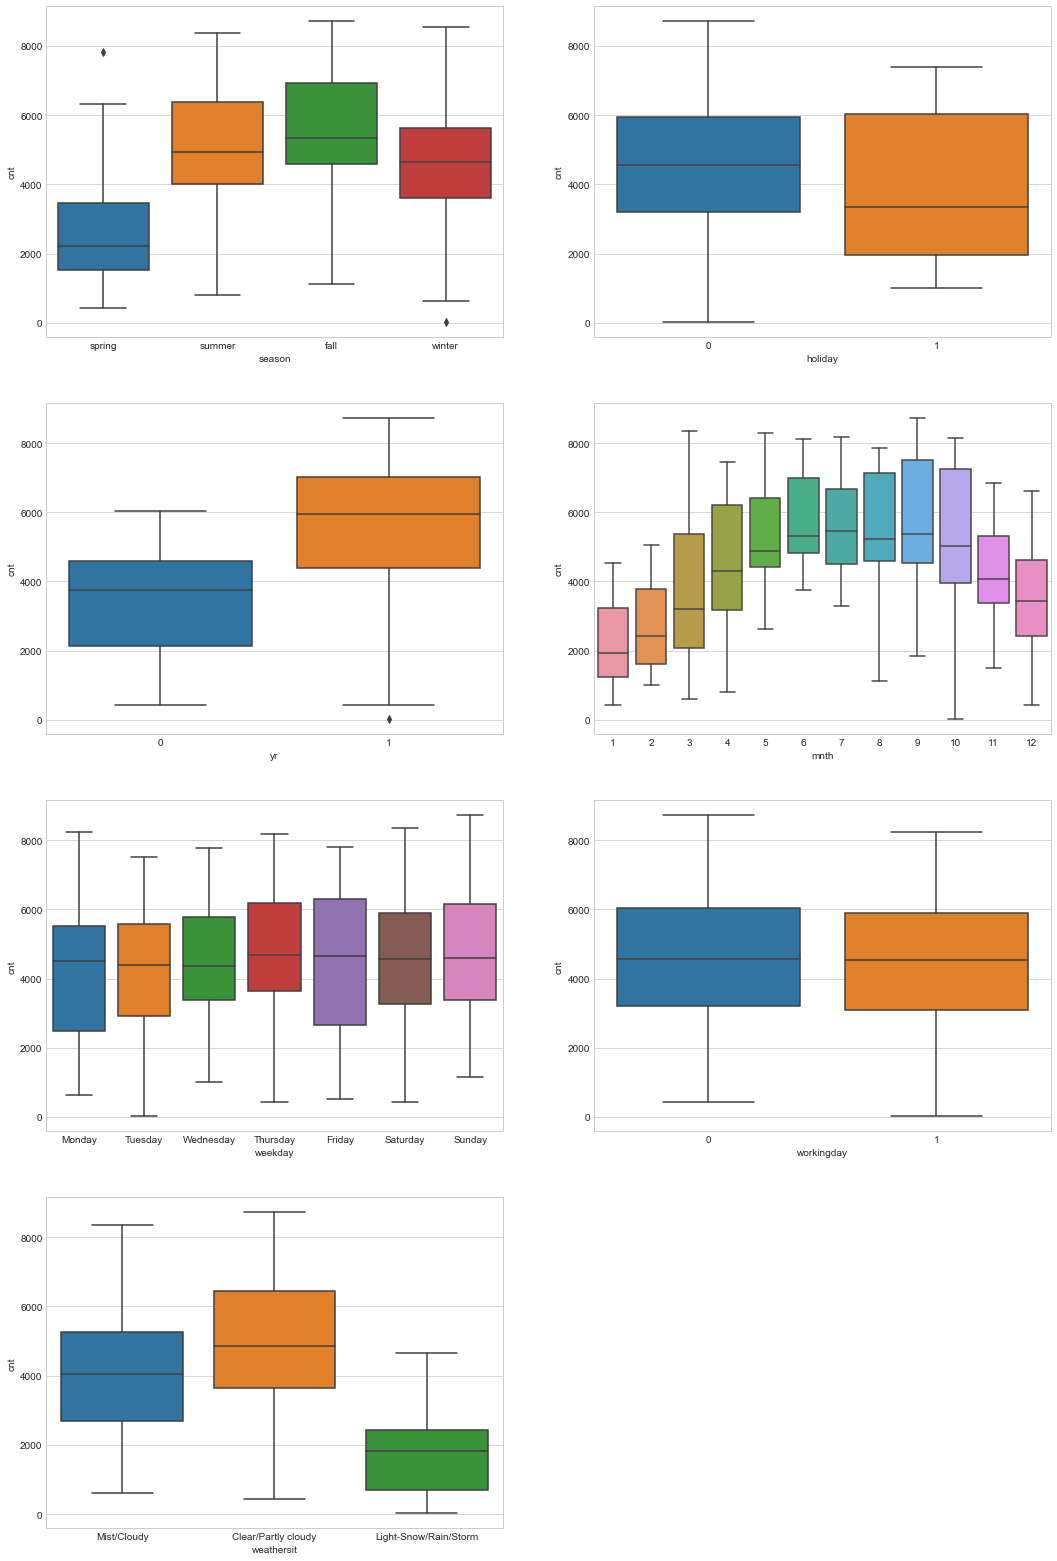 8000
6000
4000
2000
0
cnt
spring summer fall winter
season
8000
6000
4000
2000
0
cnt
0 1
holiday
8000
6000
4000
2000
0
cnt
0 1
yr
8000
6000
4000
2000
0
cnt
1 2 3 4 5 6 7 8 9 10 11 12
mnth
8000
6000
4000
2000
0
cnt
Monday Tuesday Wednesday Thursday Friday Saturday Sunday
weekday
8000
6000
4000
2000
0
cnt
0 1
workingday
8000
6000
4000
2000
0
cnt
Mist/Cloudy Clear/Partly cloudy Light-Snow/Rain/Storm
weathersit